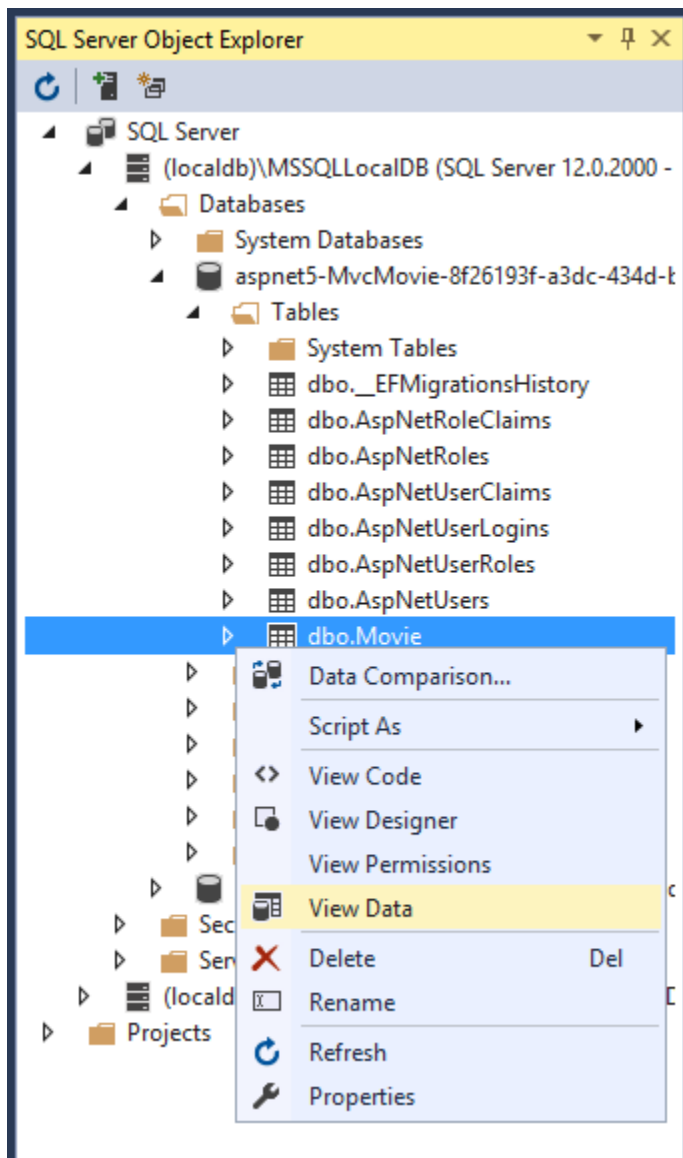 SQL Server Object Explorer
SQL Server
(localdb)\MSSQLLocalDB (SQL Server 12.0.2000 -
Databases
System Databases
aspnet5-MvcMovie-8f26193f-a3dc-434d-b
Tables
System Tables
dbo.__EFMigrationsHistory
dbo.AspNetRoleClaims
dbo.AspNetRoles
dbo.AspNetUserClaims
dbo.AspNetUserLogins
dbo.AspNetUserRoles
dbo.AspNetUsers
dbo.Movie
Data Comparison...
Script As
View Code
View Designer
View Permissions
View Data
Sec
Delete Del
Ser
(locald
Rename
Projects
Refresh
Properties